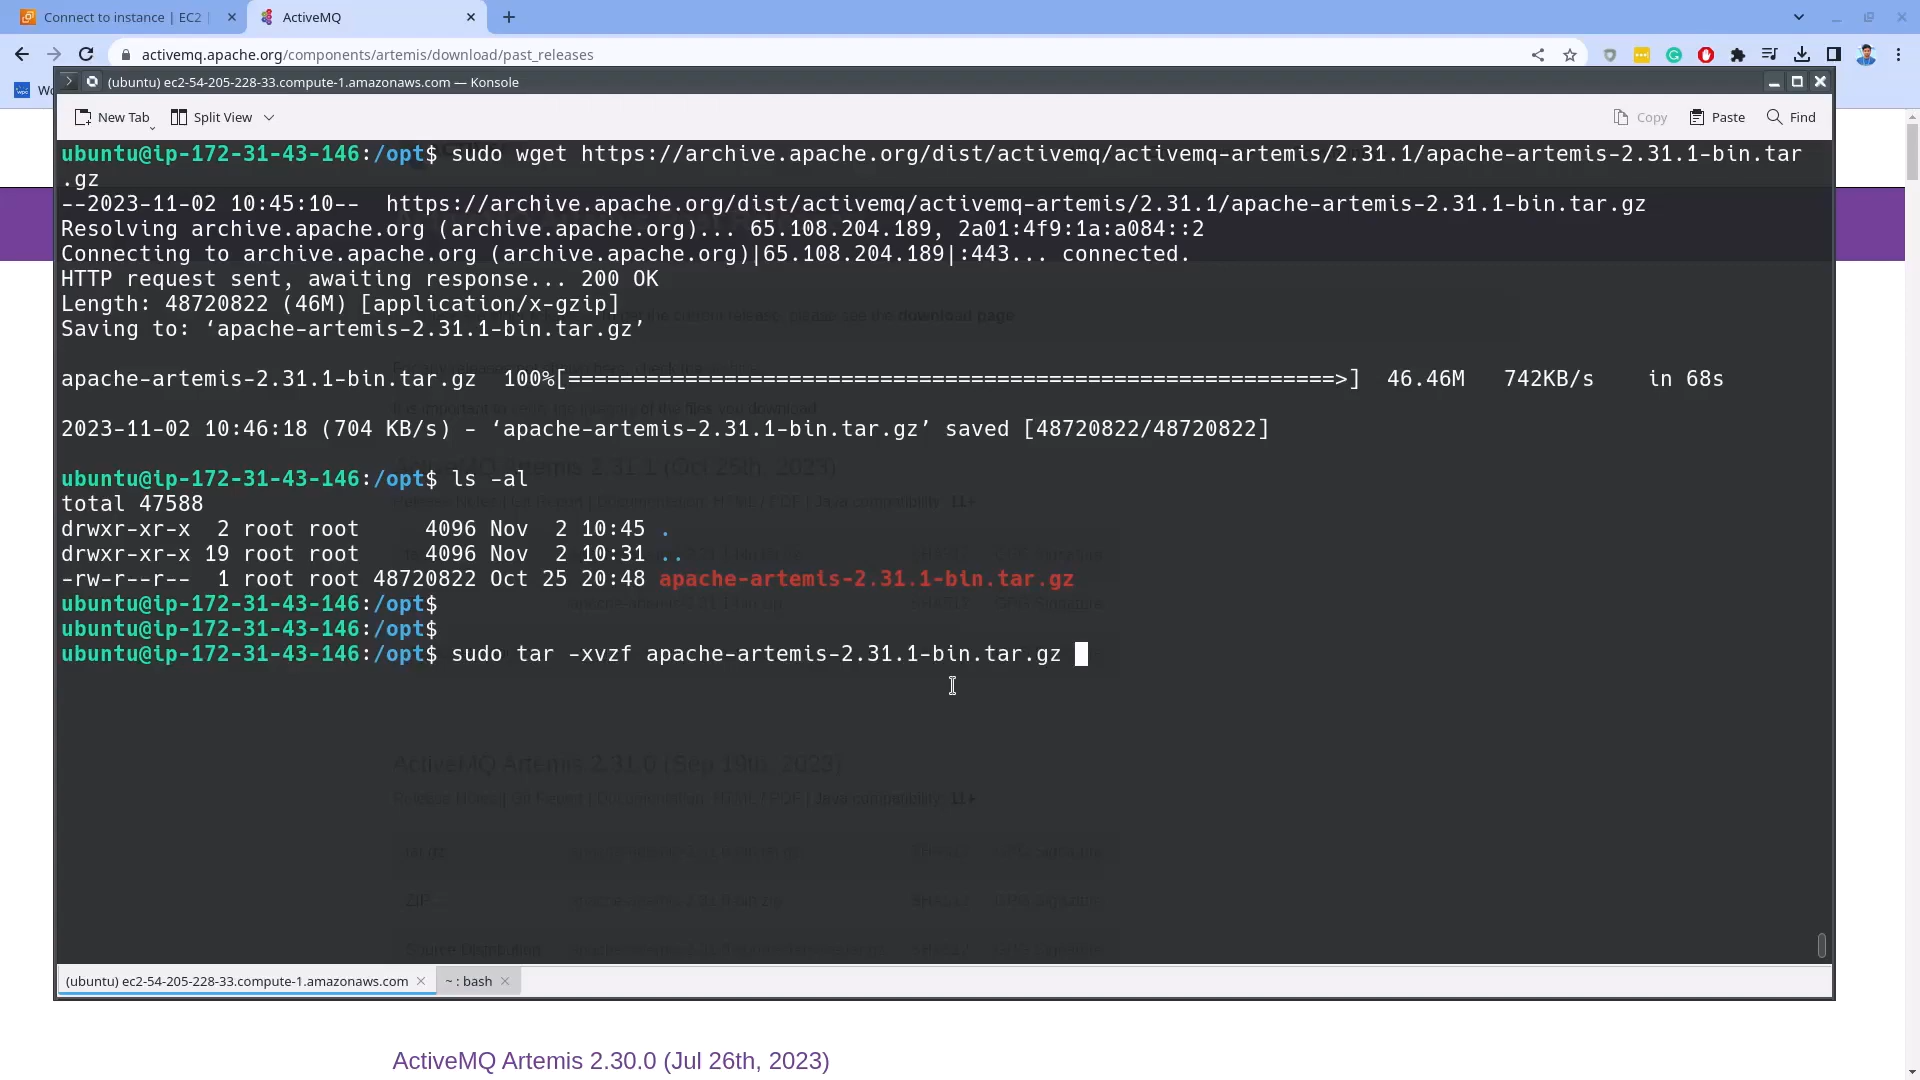 Connect to instance | EC2
ActiveMQ
activemq.apache.org/components/artemis/download/past_releases
(ubuntu) ec2-54-205-228-33.compute-1.amazonaws.com — Konsole
New Tab
Split View
Copy
Paste
Find
ubuntu@ip-172-31-43-146:/opt$ sudo wget https://archive.apache.org/dist/activemq/activemq-artemis/2.31.1/apache-artemis-2.31.1-bin.tar
.gz
--2023-11-02 10:45:10--  https://archive.apache.org/dist/activemq/activemq-artemis/2.31.1/apache-artemis-2.31.1-bin.tar.gz
Resolving archive.apache.org (archive.apache.org)... 65.108.204.189, 2a01:4f9:1a:a084::2
Connecting to archive.apache.org (archive.apache.org)|65.108.204.189|:443... connected.
HTTP request sent, awaiting response... 200 OK
Length: 48720822 (46M) [application/x-gzip]
Saving to: ‘apache-artemis-2.31.1-bin.tar.gz’
apache-artemis-2.31.1-bin.tar.gz  100%[===========================================================>]  46.46M   742KB/s    in 68s
2023-11-02 10:46:18 (704 KB/s) - ‘apache-artemis-2.31.1-bin.tar.gz’ saved [48720822/48720822]
ubuntu@ip-172-31-43-146:/opt$ ls -al
total 47588
drwxr-xr-x  2 root root     4096 Nov  2 10:45 .
drwxr-xr-x 19 root root     4096 Nov  2 10:31 ..
-rw-r--r--  1 root root 48720822 Oct 25 20:48 apache-artemis-2.31.1-bin.tar.gz
ubuntu@ip-172-31-43-146:/opt$
ubuntu@ip-172-31-43-146:/opt$
ubuntu@ip-172-31-43-146:/opt$ sudo tar -xvzf apache-artemis-2.31.1-bin.tar.gz
ActiveMQ Artemis 2.31.0 (Sep 19th, 2023)
(ubuntu) ec2-54-205-228-33.compute-1.amazonaws.com
~ : bash
ActiveMQ Artemis 2.30.0 (Jul 26th, 2023)